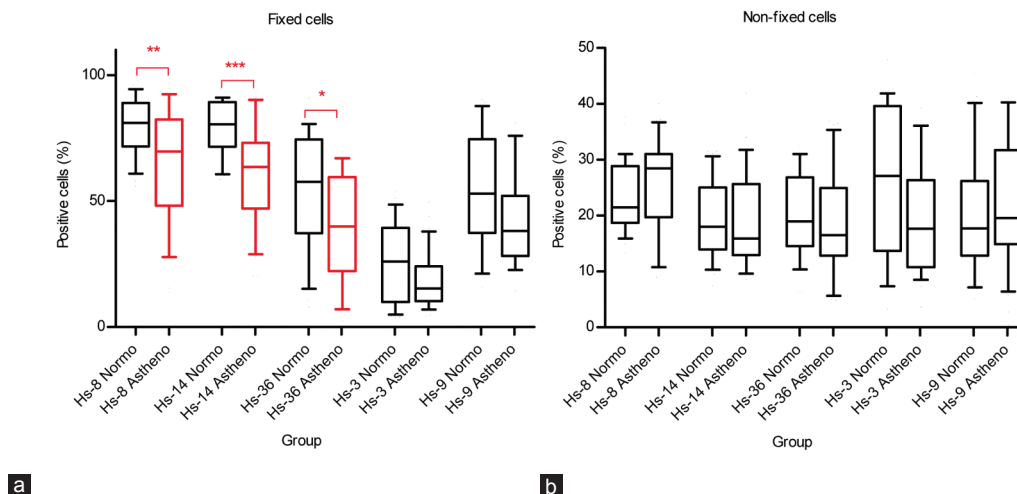 Fixed cells
**
***
*
100
50
0
Positive cells (%)
Hs-8 Normo
Hs-8 Astheno
Hs-14 Normo
Hs-14 Astheno
Hs-36 Normo
Hs-36 Astheno
Hs-3 Normo
Hs-3 Astheno
Hs-9 Normo
Hs-9 Astheno
Group
a
Non-fixed cells
50
40
30
20
10
0
Positive cells (%)
Hs-8 Normo
Hs-8 Astheno
Hs-14 Normo
Hs-14 Astheno
Hs-36 Normo
Hs-36 Astheno
Hs-3 Normo
Hs-3 Astheno
Hs-9 Normo
Hs-9 Astheno
Group
b